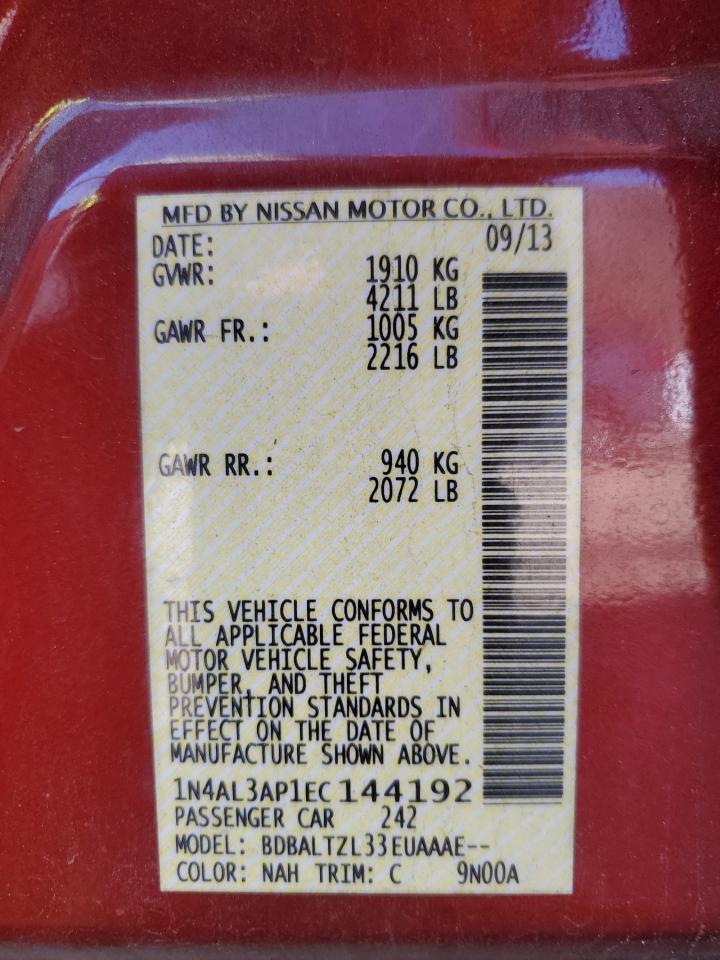 MFD BY NISSAN MOTOR CO., LTD.
DATE: 09/13
GVWR: 1910 KG
4211 LB
GAWR FR.: 1005 KG
2216 LB
GAWR RR.: 940 KG
2072 LB
THIS VEHICLE CONFORMS TO
ALL APPLICABLE FEDERAL
MOTOR VEHICLE SAFETY,
BUMPER, AND THEFT
PREVENTION STANDARDS IN
EFFECT ON THE DATE OF
MANUFACTURE SHOWN ABOVE.
1N4AL3AP1EC144192
PASSENGER CAR 242
MODEL: BDBALTZL33EUAAAE--
COLOR: NAH TRIM: C 9N00A